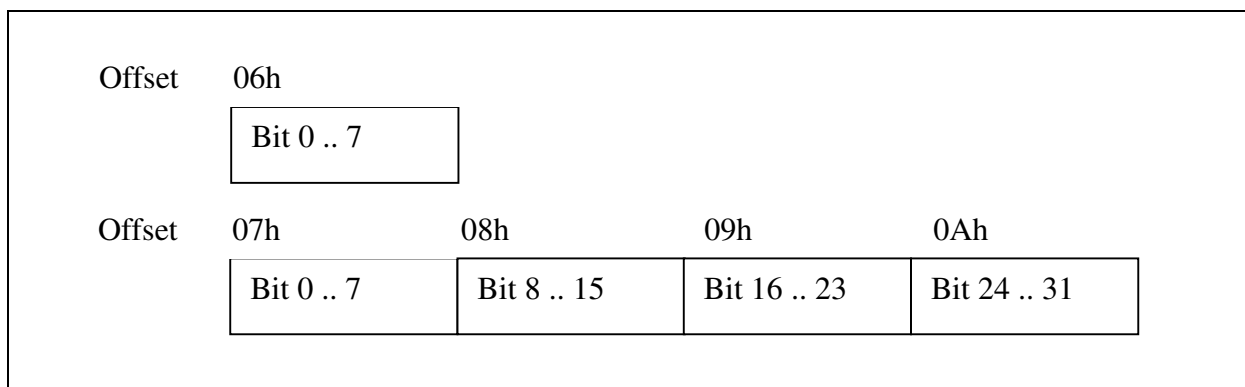 Offset 06h
Bit 0 .. 7
Offset 07h 08h 09h 0Ah
Bit 0 .. 7 Bit 8 .. 15 Bit 16 .. 23 Bit 24 .. 31